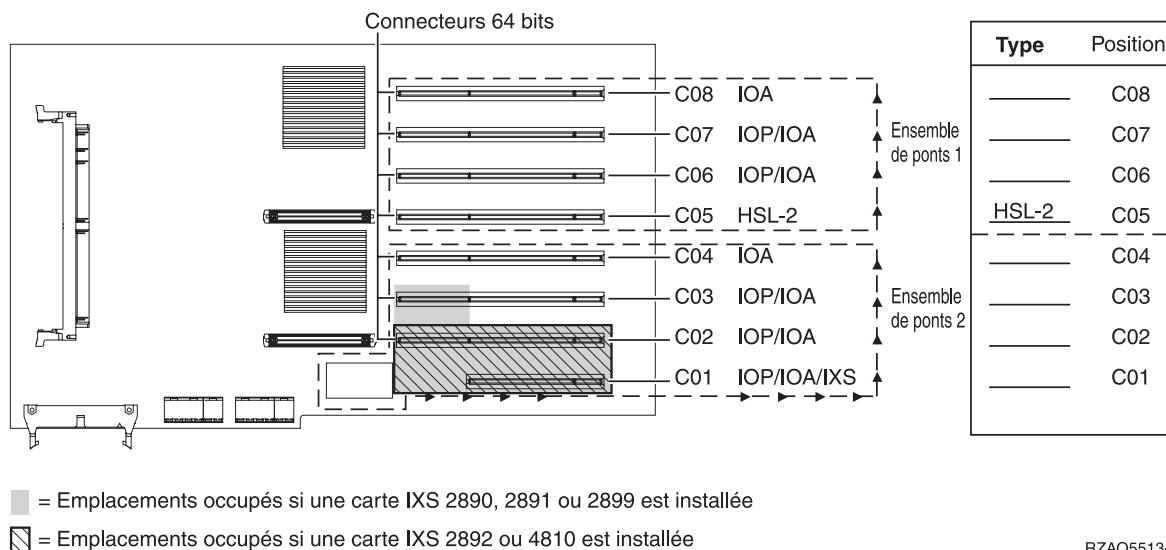 Connecteurs 64 bits
C08 IOA
C07 IOP/IOA
C06 IOP/IOA
C05 HSL-2
C04 IOA
C03 IOP/IOA
C02 IOP/IOA
C01 IOP/IOA/IXS
Ensemble
de ponts 1
Ensemble
de ponts 2
Type Position
C08
C07
C06
HSL-2 C05
C04
C03
C02
C01
= Emplacements occupés si une carte IXS 2890, 2891 ou 2899 est installée
= Emplacements occupés si une carte IXS 2892 ou 4810 est installée